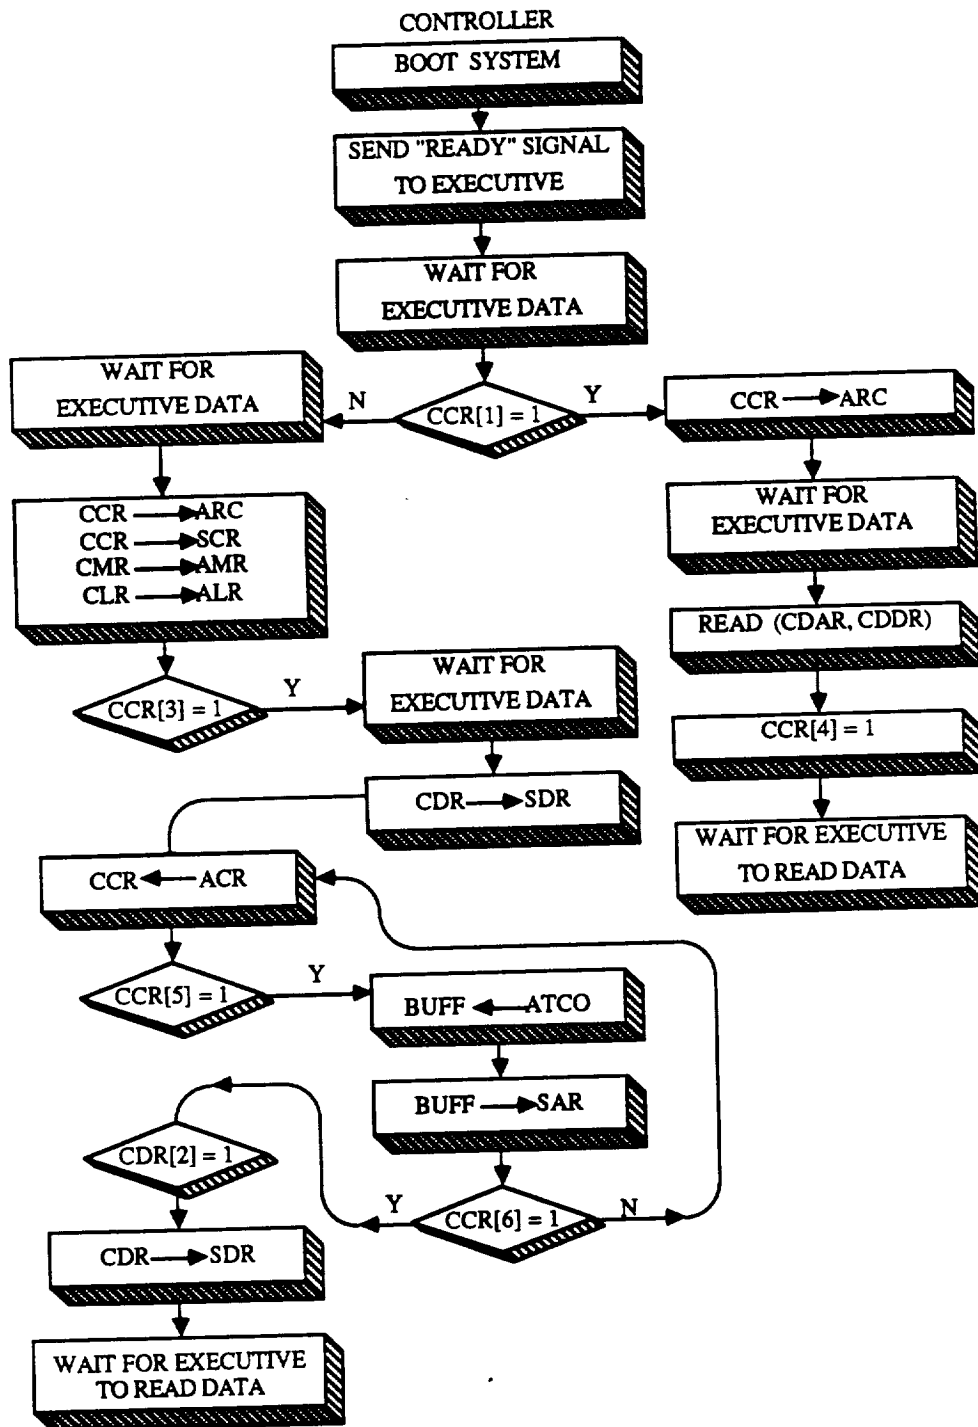 CONTROLLER
BOOT SYSTEM
SEND "READY" SIGNAL
TO EXECUTIVE
WAIT FOR
EXECUTIVE DATA
CCR[1] = 1
N
Y
WAIT FOR
EXECUTIVE DATA
CCR → ARC
CCR → SCR
CMR → AMR
CLR → ALR
CCR[3] = 1
Y
WAIT FOR
EXECUTIVE DATA
CDR → SDR
CCR ← ACR
CCR[5] = 1
Y
BUFF ← ATCO
BUFF → SAR
CCR[6] = 1
Y
N
CDR[2] = 1
CDR → SDR
WAIT FOR EXECUTIVE
TO READ DATA
CCR → ARC
WAIT FOR
EXECUTIVE DATA
READ (CDAR, CDDR)
CCR[4] = 1
WAIT FOR EXECUTIVE
TO READ DATA